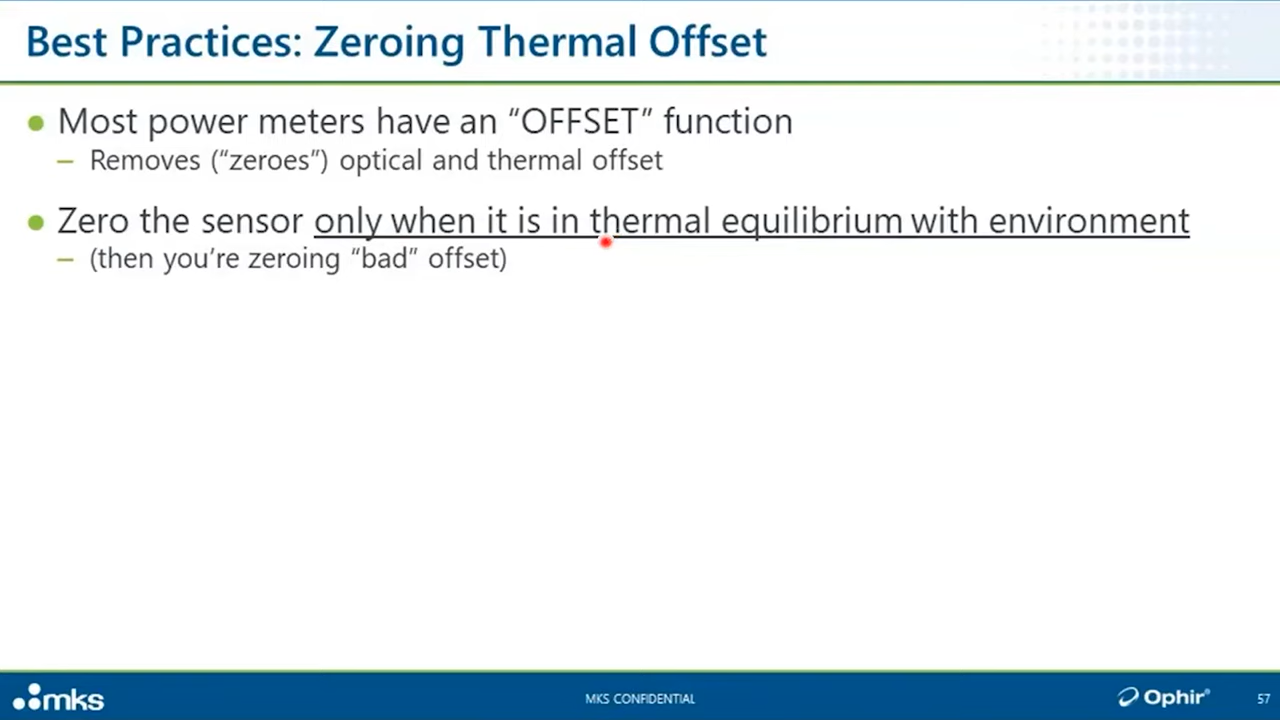 Best Practices: Zeroing Thermal Offset
● Most power meters have an “OFFSET” function
– Removes (“zeroes”) optical and thermal offset
● Zero the sensor only when it is in thermal equilibrium with environment
– (then you’re zeroing “bad” offset)
mks
MKS CONFIDENTIAL
Ophir®
57